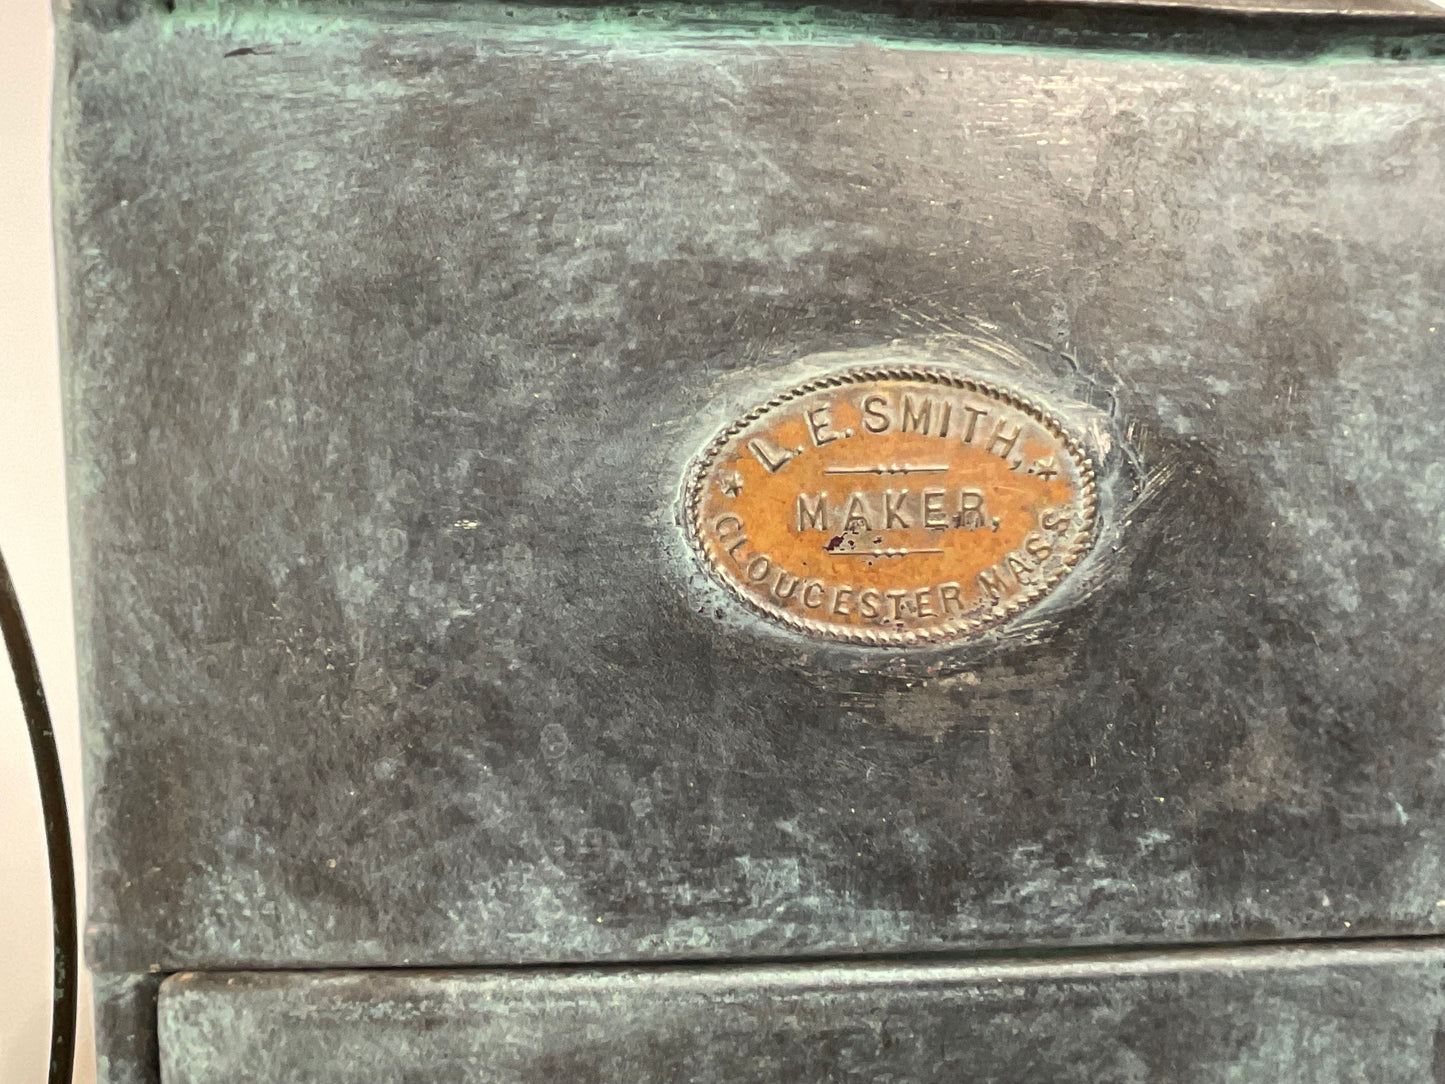 L. E. SMITH,
MAKER,
GLOUCESTER MASS